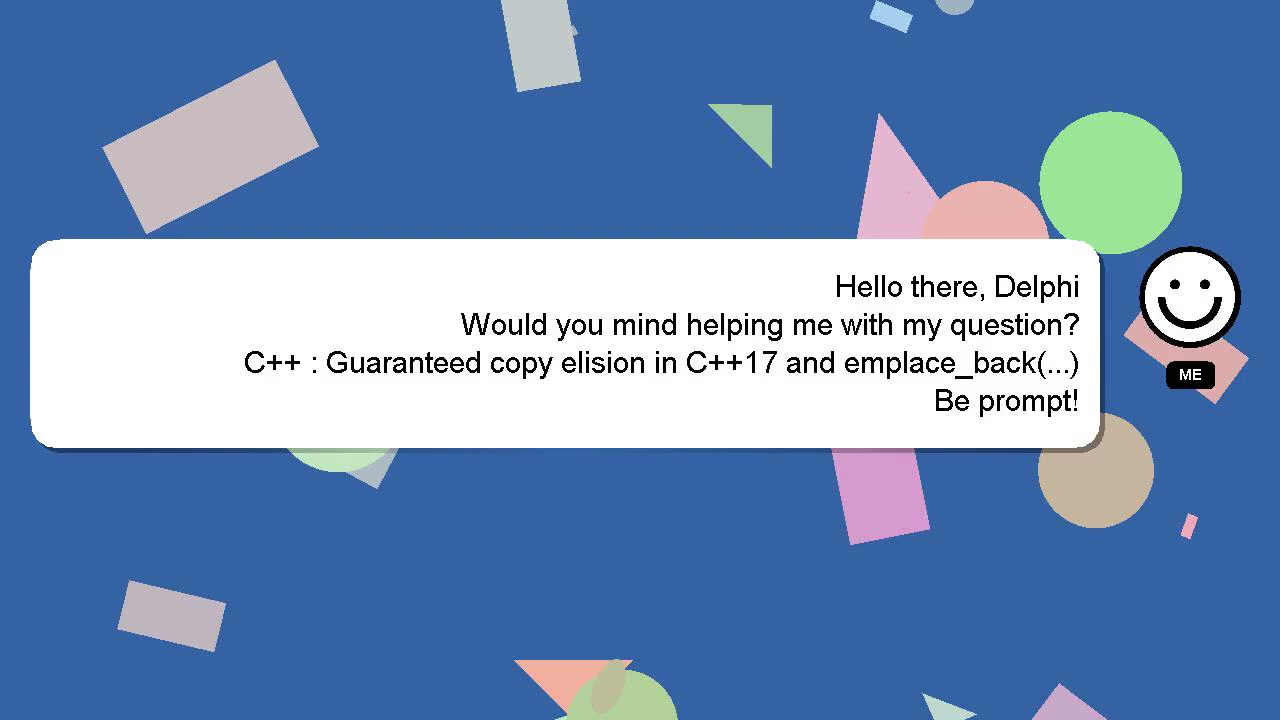 Hello there, Delphi
Would you mind helping me with my question?
C++ : Guaranteed copy elision in C++17 and emplace_back(...)
Be prompt!
ME